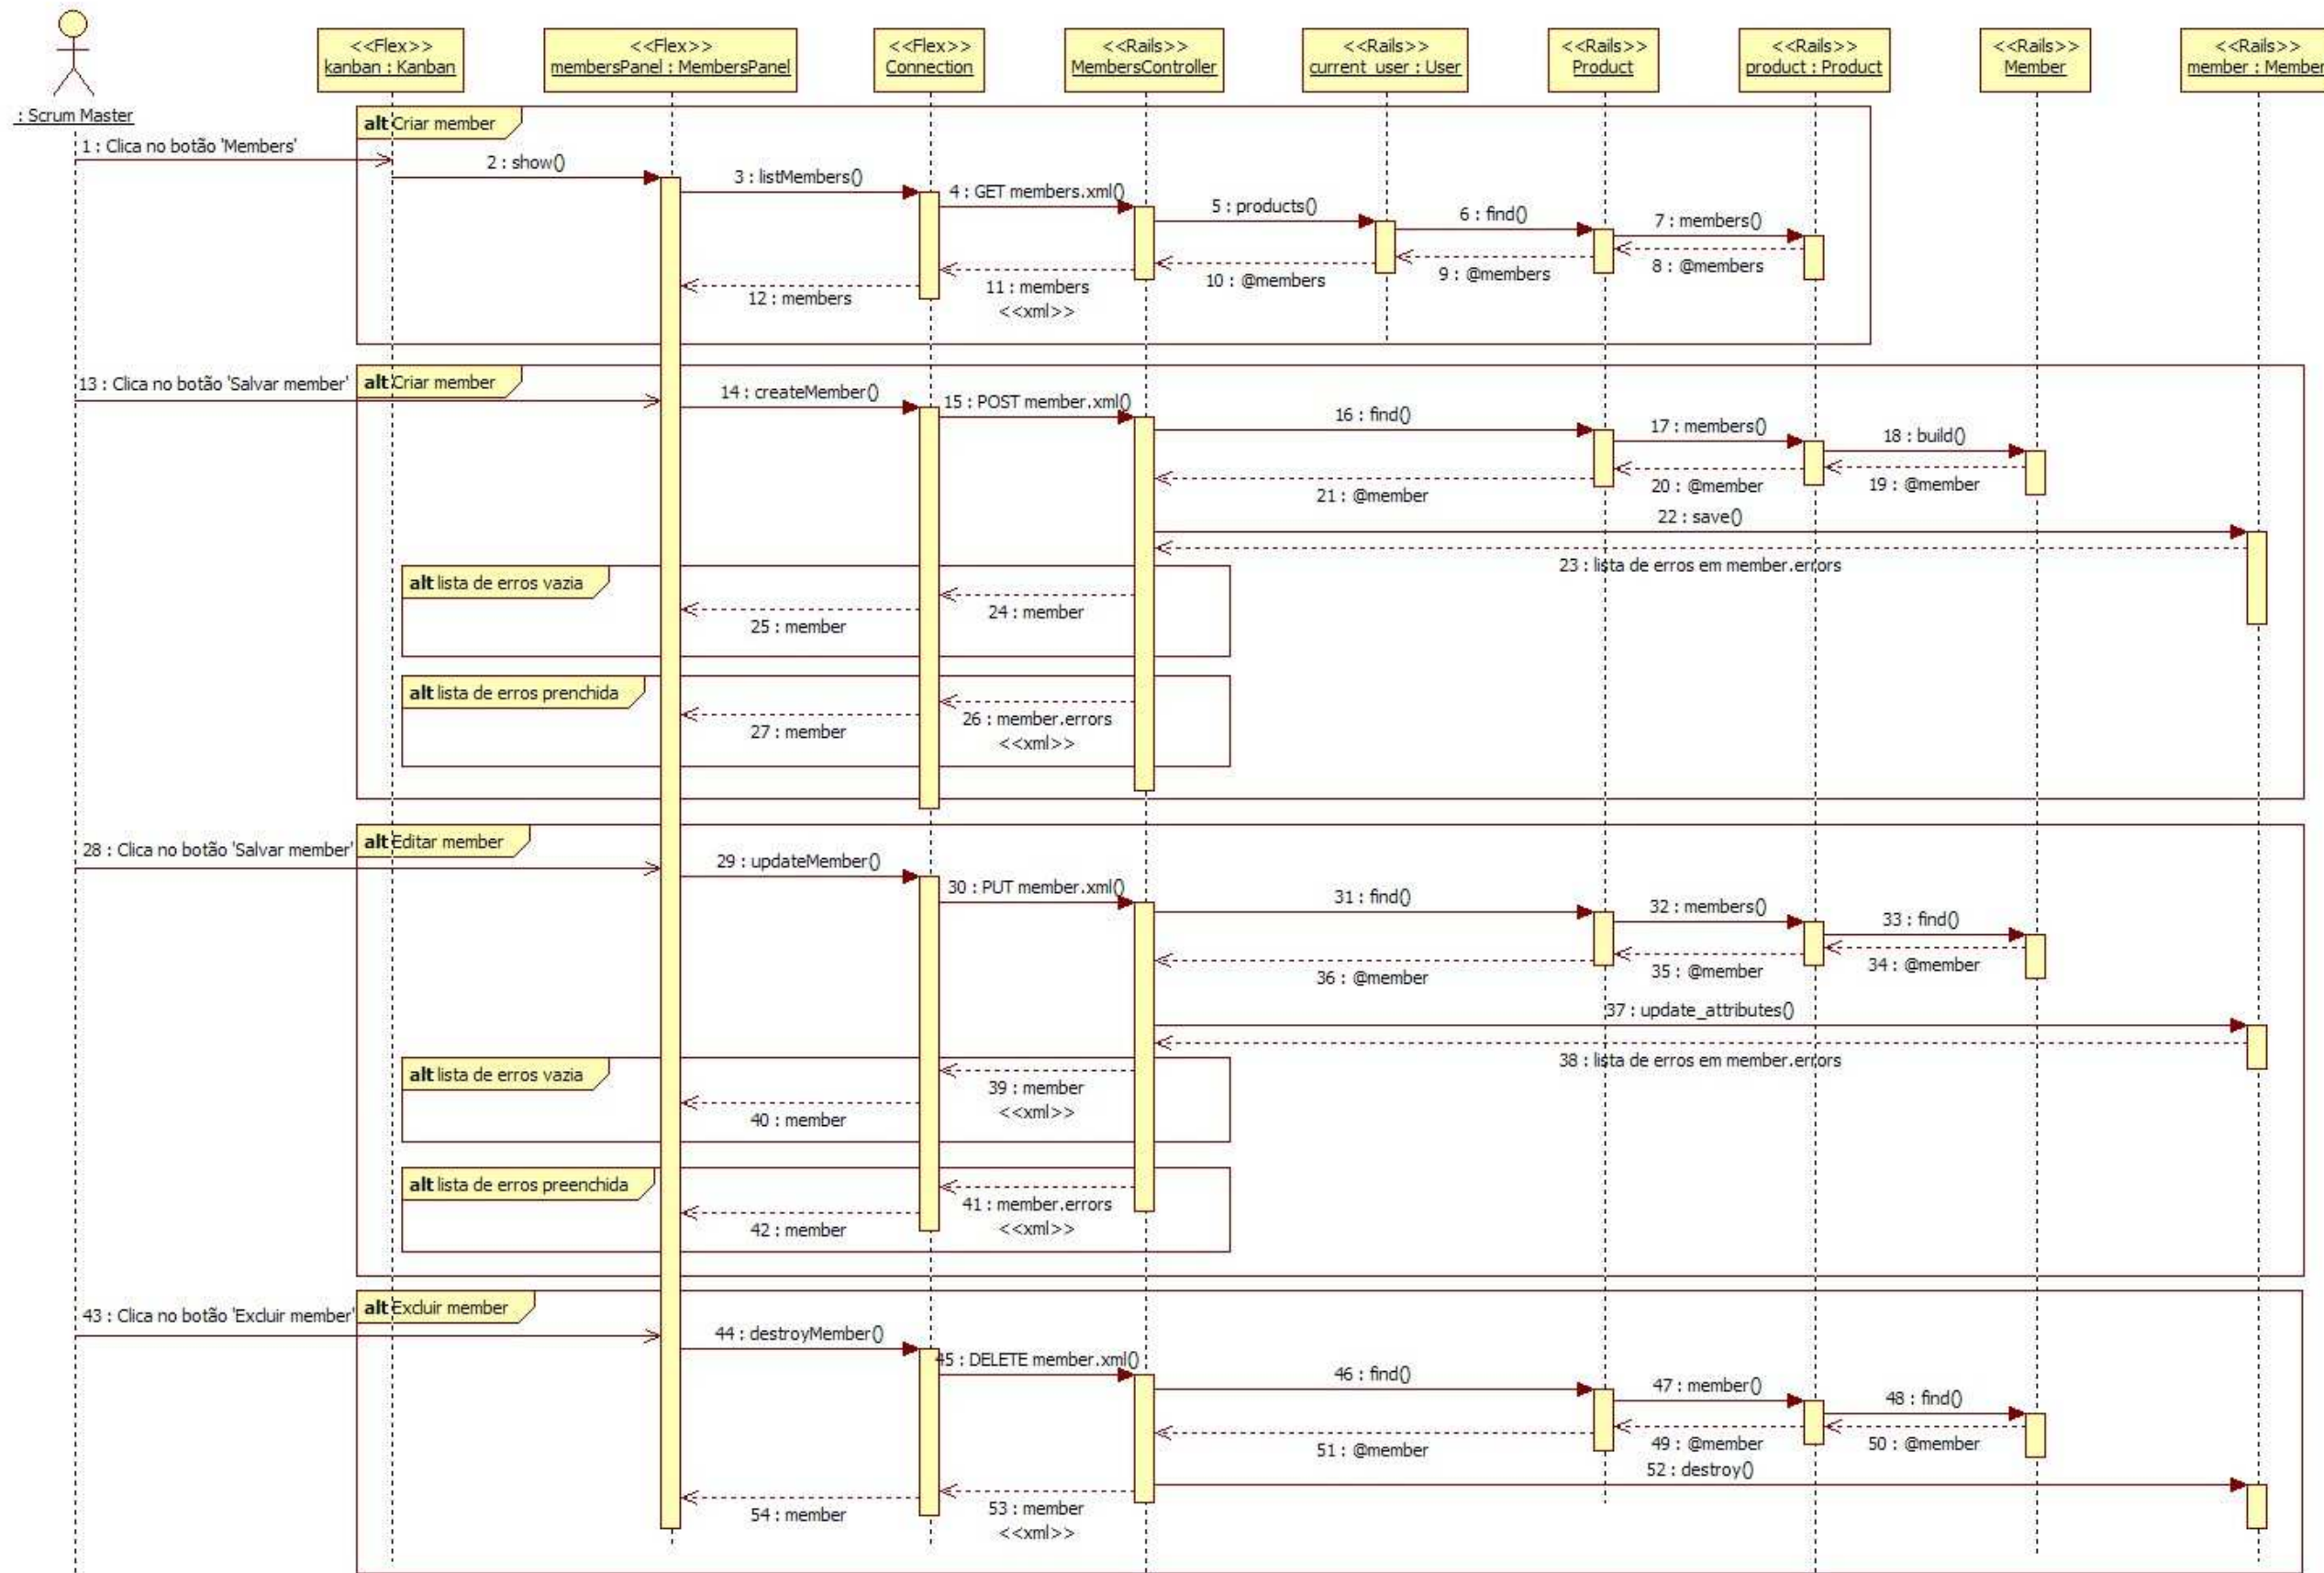 <<Flex>>
kanban : Kanban
<<Flex>>
membersPanel : MembersPanel
<<Flex>>
Connection
<<Rails>>
MembersController
<<Rails>>
current_user : User
<<Rails>>
Product
<<Rails>>
product : Product
<<Rails>>
Member
<<Rails>>
member : Member
: Scrum Master
alt Criar member
1 : Clica no botão 'Members'
2 : show()
3 : listMembers()
4 : GET members.xml()
5 : products()
6 : find()
7 : members()
8 : @members
9 : @members
10 : @members
11 : members
<<xml>>
12 : members
13 : Clica no botão 'Salvar member'
alt Criar member
14 : createMember()
15 : POST member.xml()
16 : find()
17 : members()
18 : build()
19 : @member
20 : @member
21 : @member
22 : save()
23 : lista de erros em member.errors
alt lista de erros vazia
24 : member
25 : member
alt lista de erros prenchida
26 : member.errors
<<xml>>
27 : member
28 : Clica no botão 'Salvar member'
alt Editar member
29 : updateMember()
30 : PUT member.xml()
31 : find()
32 : members()
33 : find()
34 : @member
35 : @member
36 : @member
37 : update_attributes()
38 : lista de erros em member.errors
alt lista de erros vazia
39 : member
<<xml>>
40 : member
alt lista de erros preenchida
41 : member.errors
<<xml>>
42 : member
43 : Clica no botão 'Excluir member'
alt Excluir member
44 : destroyMember()
45 : DELETE member.xml()
46 : find()
47 : member()
48 : find()
49 : @member
50 : @member
51 : @member
52 : destroy()
53 : member
<<xml>>
54 : member